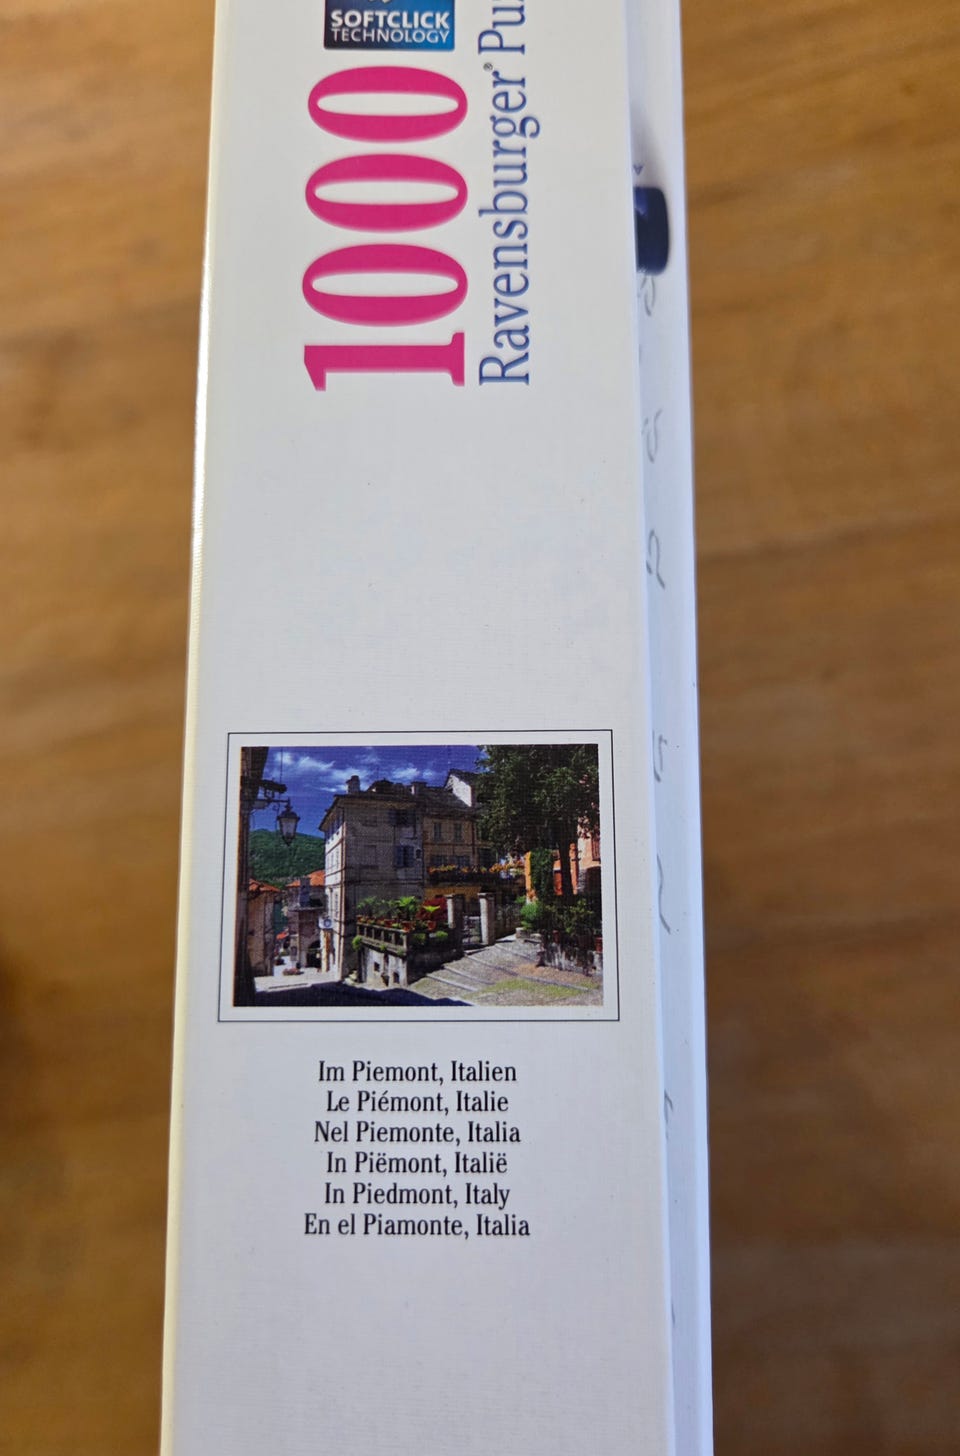 SOFTCLICK
TECHNOLOGY
1000
Ravensburger®
Im Piemont, Italien
Le Piémont, Italie
Nel Piemonte, Italia
In Piëmont, Italië
In Piedmont, Italy
En el Piamonte, Italia